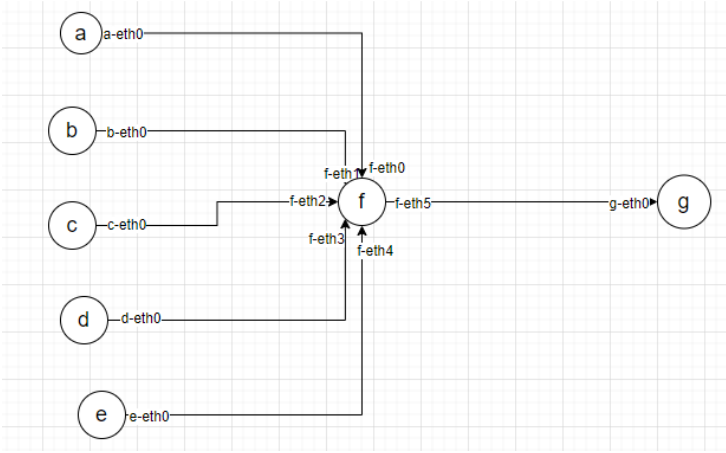 a
a-eth0
b
b-eth0
f-eth1
f-eth0
c
c-eth0
f-eth2
f
f-eth5
g-eth0
g
f-eth3
f-eth4
d
d-eth0
e
e-eth0